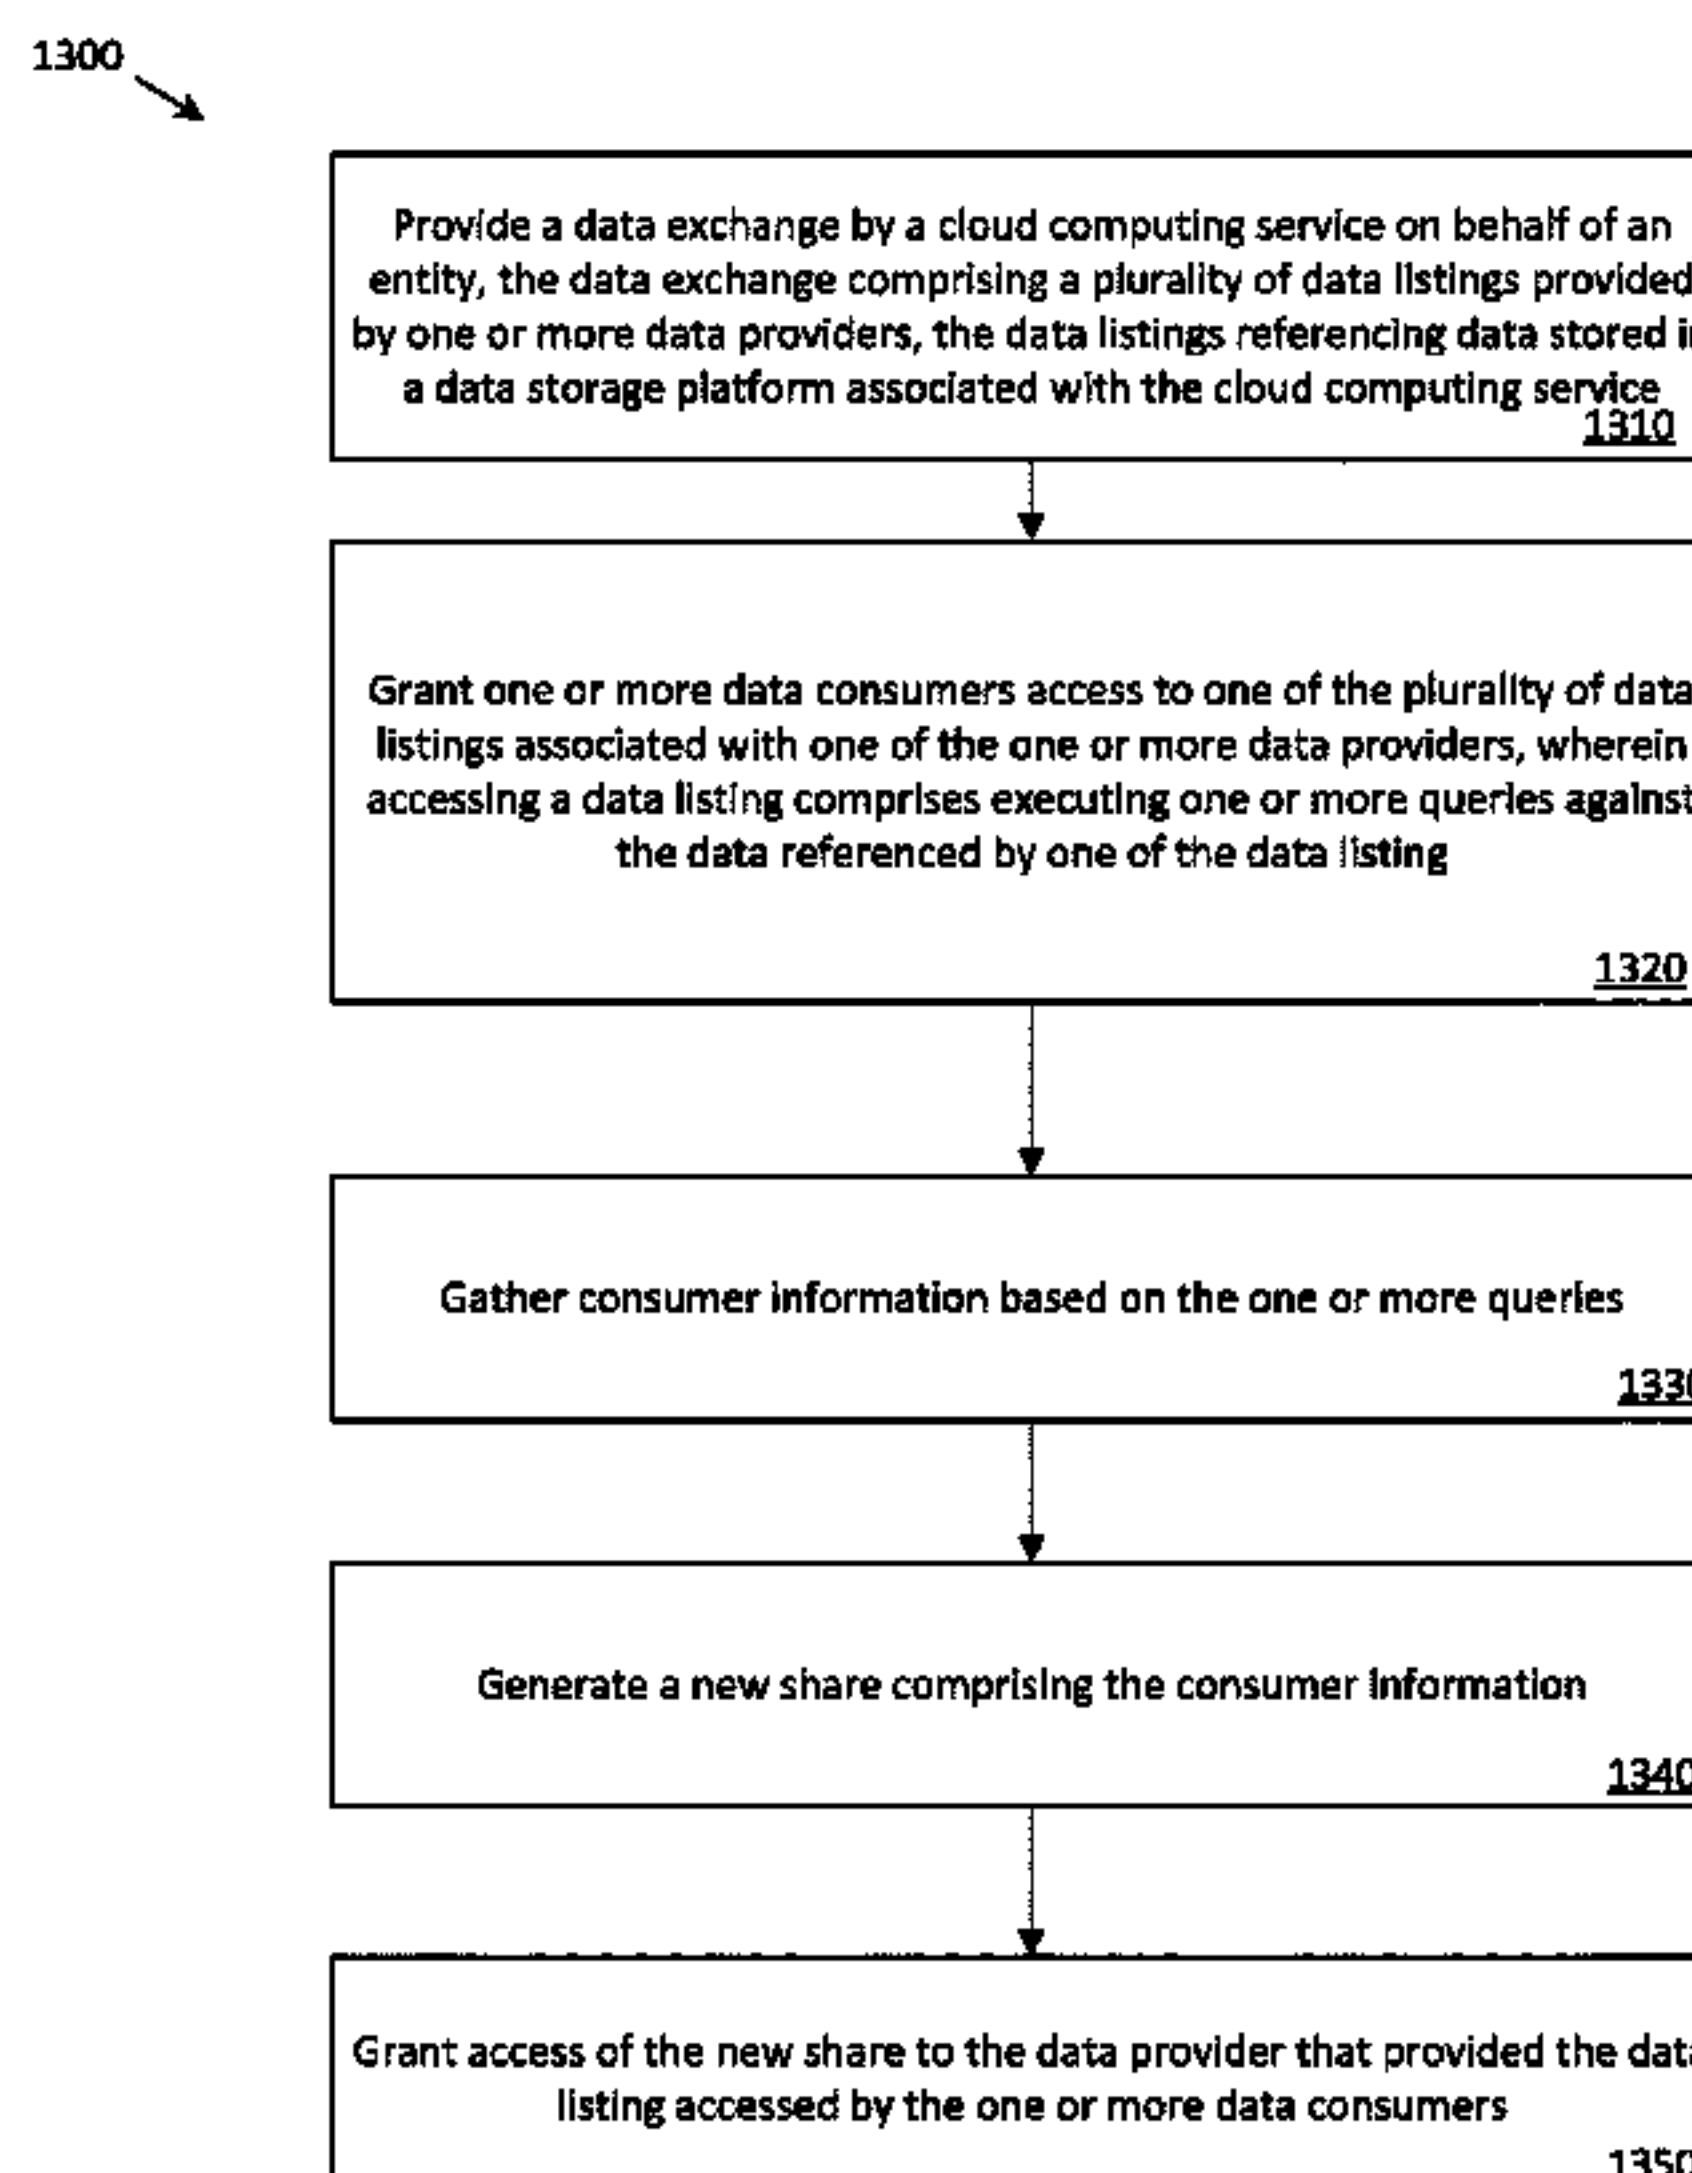 1300
Provide a data exchange by a cloud computing service on behalf of an
entity, the data exchange comprising a plurality of data listings provided
by one or more data providers, the data listings referencing data stored
a data storage platform associated with the cloud computing service
1310
Grant one or more data consumers access to one of the plurality of data
listings associated with one of the one or more data providers, wherein
accessing a data listing comprises executing one or more queries against
the data referenced by one of the data listing
1320
Gather consumer information based on the one or more queries
1330
Generate a new share comprising the consumer information
1340
Grant access of the new share to the data provider that provided the data
listing accessed by the one or more data consumers
1350